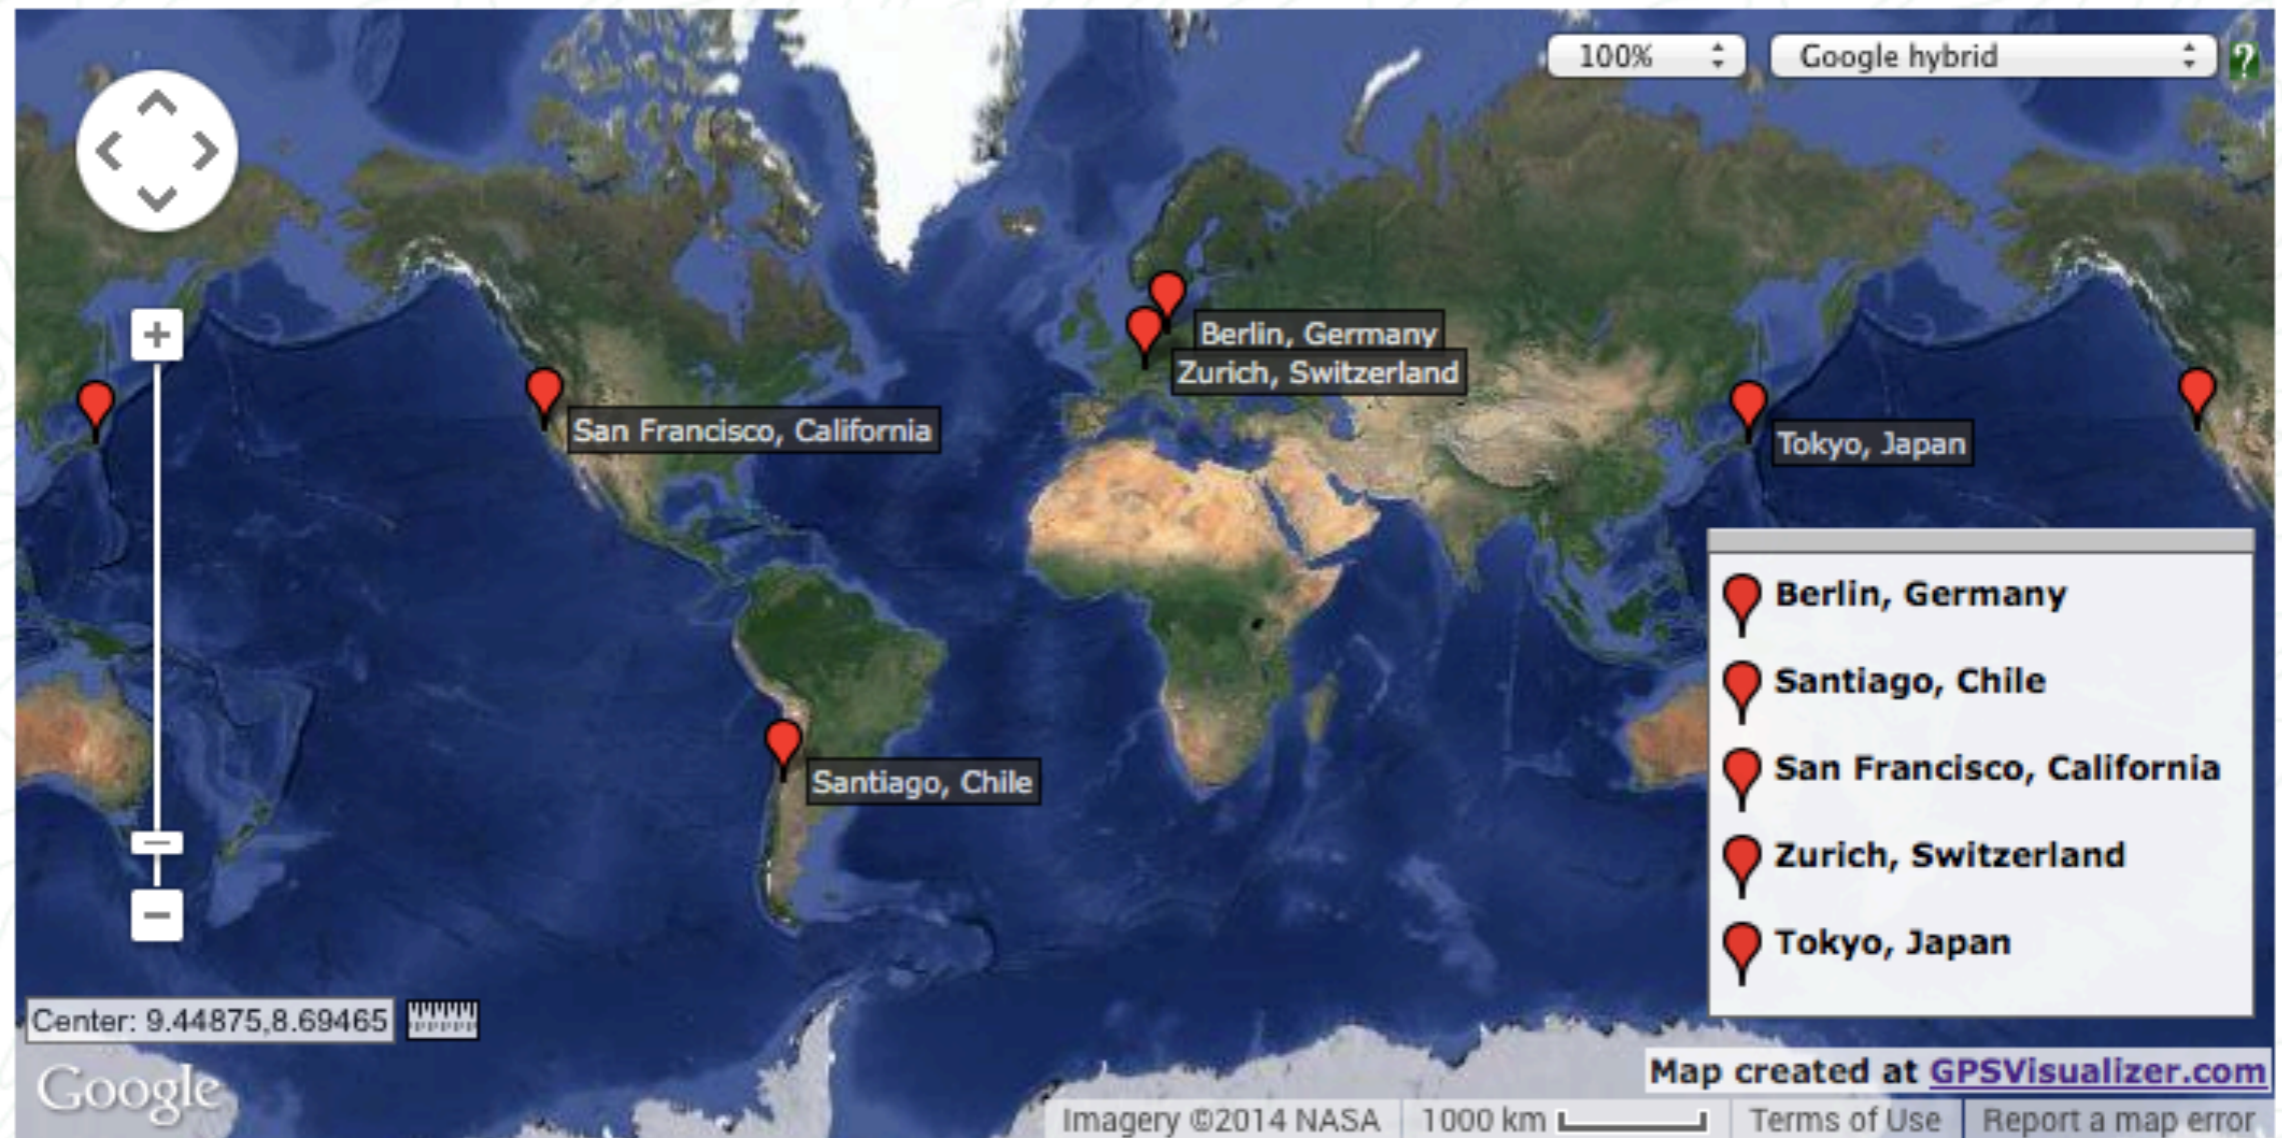 100%
Google hybrid
?
Berlin, Germany
Zurich, Switzerland
San Francisco, California
Tokyo, Japan
Santiago, Chile
Berlin, Germany
Santiago, Chile
San Francisco, California
Zurich, Switzerland
Tokyo, Japan
Center: 9.44875,8.69465
Map created at GPSVisualizer.com
Google
Imagery ©2014 NASA
1000 km
Terms of Use
Report a map error